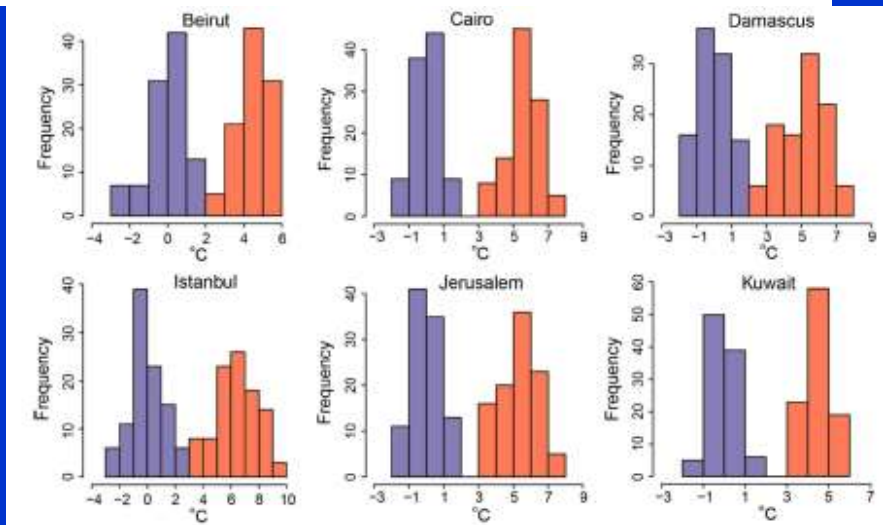 Beirut
Frequency
0 10 20 30 40
−4 −2 0 2 4 6
°C
Cairo
Frequency
0 10 20 30 40
−3 −1 1 3 5 7 9
°C
Damascus
Frequency
0 10 20 30
−3 −1 1 3 5 7 9
°C
Istanbul
Frequency
0 10 20 30 40
−4 −2 0 2 4 6 8 10
°C
Jerusalem
Frequency
0 10 20 30 40
−3 −1 1 3 5 7 9
°C
Kuwait
Frequency
0 10 20 30 40 50 60
−3 −1 1 3 5 7
°C